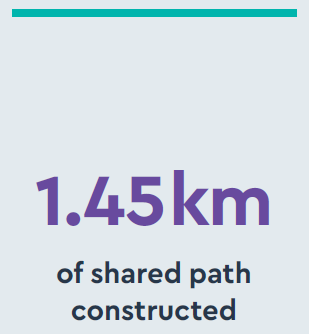 1.45km
of shared path
constructed